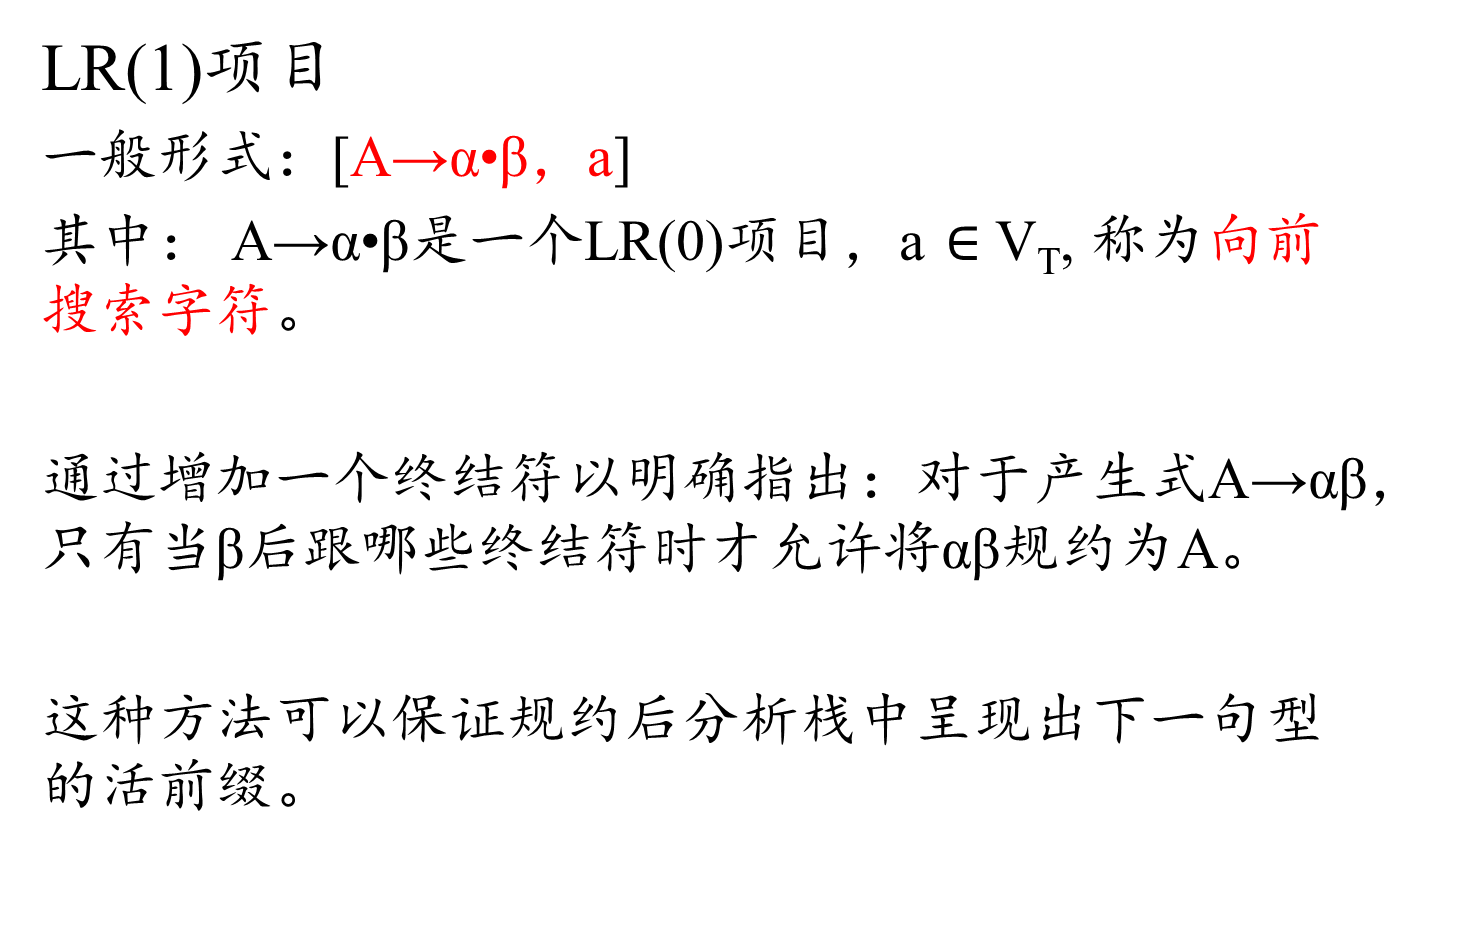 LR(1)项目
一般形式：[A→α•β，a]
其中： A→α•β是一个LR(0)项目，a ∈ VT, 称为向前
搜索字符。
通过增加一个终结符以明确指出：对于产生式A→αβ，
只有当β后跟哪些终结符时才允许将αβ规约为A。
这种方法可以保证规约后分析栈中呈现出下一句型
的活前缀。